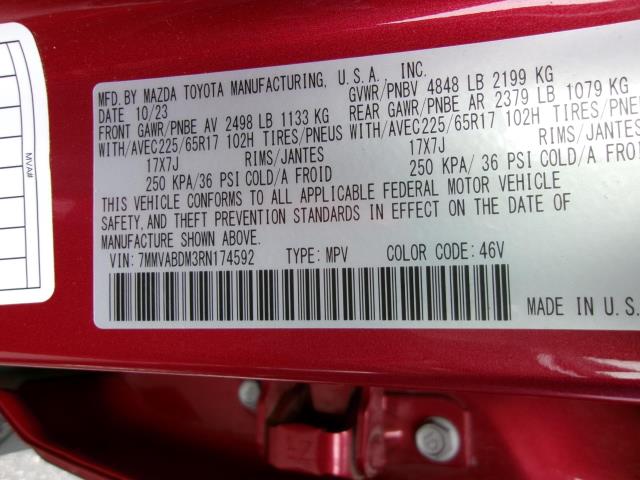 MFD. BY MAZDA TOYOTA MANUFACTURING, U.S.A., INC.
DATE 10/23 GVWR/PNBV 4848 LB 2199 KG
FRONT GAWR/PNBE AV 2498 LB 1133 KG REAR GAWR/PNBE AR 2379 LB 1079 KG
WITH/AVEC225/65R17 102H TIRES/PNEUS WITH/AVEC225/65R17 102H TIRES/PNEU
17X7J RIMS/JANTES 17X7J RIMS/JANTES
250 KPA/36 PSI COLD/A FROID 250 KPA/ 36 PSI COLD/A FROID
THIS VEHICLE CONFORMS TO ALL APPLICABLE FEDERAL MOTOR VEHICLE
SAFETY, AND THEFT PREVENTION STANDARDS IN EFFECT ON THE DATE OF
MANUFACTURE SHOWN ABOVE.
VIN: 7MMVABDM3RN174592 TYPE: MPV COLOR CODE: 46V
MADE IN U.S.
MVAIII